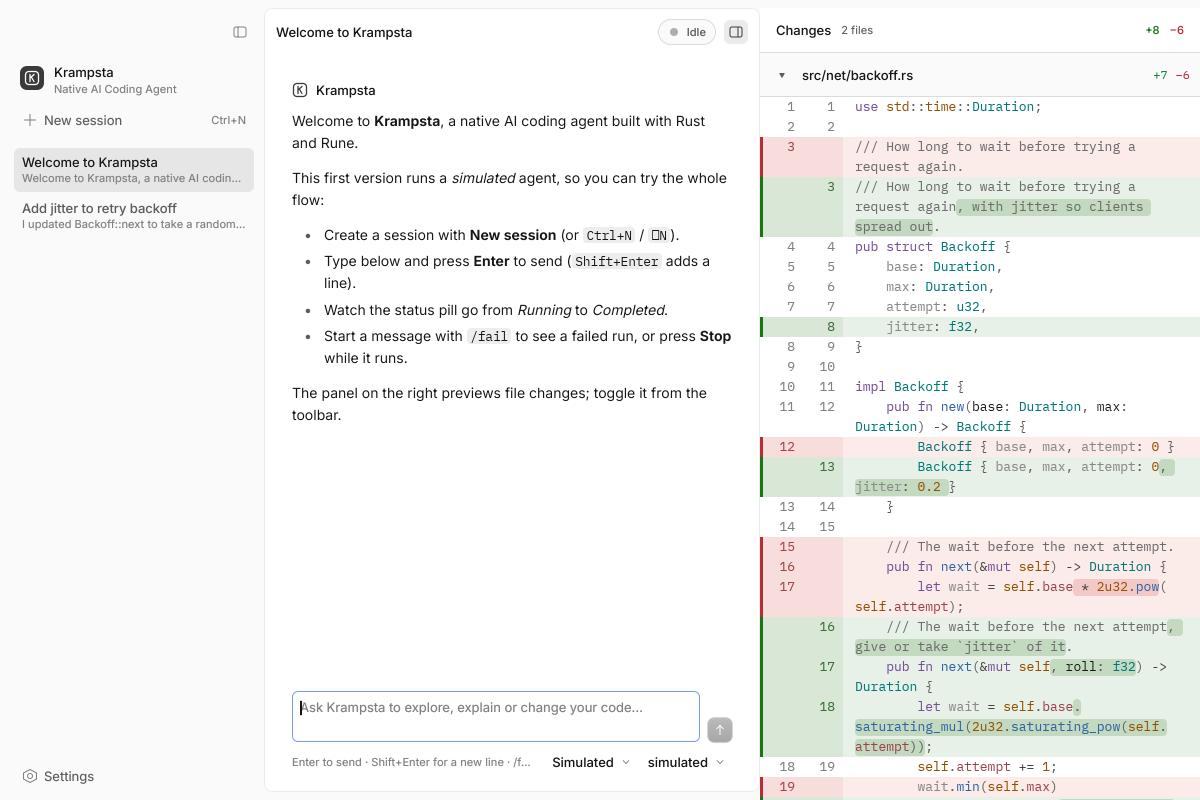 Krampsta
Native AI Coding Agent
New session Ctrl+N
Welcome to Krampsta
Welcome to Krampsta, a native AI codin...
Add jitter to retry backoff
I updated Backoff::next to take a random...
Settings
Welcome to Krampsta
Idle
Krampsta
Welcome to Krampsta, a native AI coding agent built with Rust
and Rune.
This first version runs a simulated agent, so you can try the whole
flow:
• Create a session with New session (or Ctrl+N / N).
• Type below and press Enter to send (Shift+Enter adds a
line).
• Watch the status pill go from Running to Completed.
• Start a message with /fail to see a failed run, or press Stop
while it runs.
The panel on the right previews file changes; toggle it from the
toolbar.
Ask Krampsta to explore, explain or change your code...
Enter to send · Shift+Enter for a new line · /f...
Simulated simulated
Changes 2 files +8 −6
src/net/backoff.rs +7 −6
1 1 use std::time::Duration;
2 2
3 /// How long to wait before trying a
request again.
3 /// How long to wait before trying a
request again, with jitter so clients
spread out.
4 4 pub struct Backoff {
5 5 base: Duration,
6 6 max: Duration,
7 7 attempt: u32,
8 jitter: f32,
8 9 }
9 10
10 11 impl Backoff {
11 12 pub fn new(base: Duration, max:
Duration) -> Backoff {
12 Backoff { base, max, attempt: 0 }
13 Backoff { base, max, attempt: 0,
jitter: 0.2 }
13 14 }
14 15
15 /// The wait before the next attempt.
16 pub fn next(&mut self) -> Duration {
17 let wait = self.base * 2u32.pow(
self.attempt);
16 /// The wait before the next attempt,
give or take `jitter` of it.
17 pub fn next(&mut self, roll: f32) ->
Duration {
18 let wait = self.base.
saturating_mul(2u32.saturating_pow(self.
attempt));
18 19 self.attempt += 1;
19 wait.min(self.max)